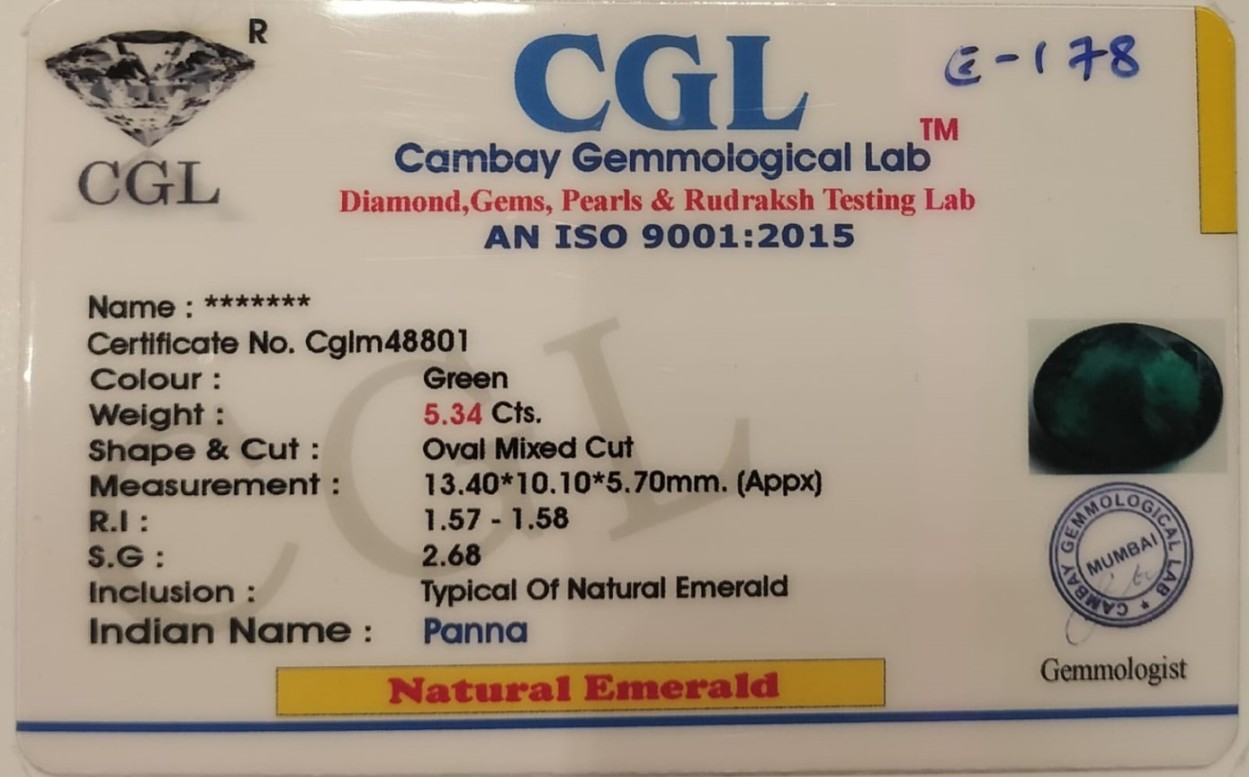 R
CGL
CGL
E-178
TM
Cambay Gemmological Lab
Diamond,Gems, Pearls & Rudraksh Testing Lab
AN ISO 9001:2015
Name : *******
Certificate No. Cglm48801
Colour : Green
Weight : 5.34 Cts.
Shape & Cut : Oval Mixed Cut
Measurement : 13.40*10.10*5.70mm. (Appx)
R.I : 1.57 - 1.58
S.G : 2.68
Inclusion : Typical Of Natural Emerald
Indian Name : Panna
Natural Emerald
CGL
CAMBAY GEMMOLOGICAL LAB *
MUMBAI
Gemmologist